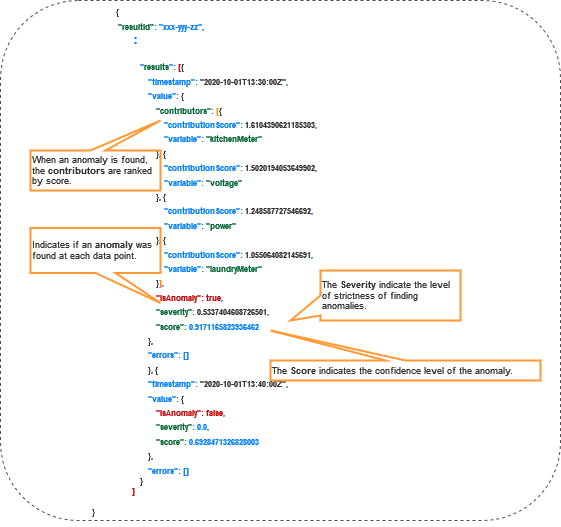 {
"resultId": "xxx-yyy-zz",
:
"results": [{
"timestamp": "2020-10-01T13:30:00Z",
"value": {
"contributors": [{
"contributionScore": 1.6104390621185303,
"variable": "kitchenMeter"
}, {
"contributionScore": 1.5020194053649902,
"variable": "voltage"
}, {
"contributionScore": 1.248587727546692,
"variable": "power"
}, {
"contributionScore": 1.055064082145691,
"variable": "laundryMeter"
}],
"isAnomaly": true,
"severity": 0.5337404608726501,
"score": 0.9171165823936462
},
"errors": []
}, {
"timestamp": "2020-10-01T13:40:00Z",
"value": {
"isAnomaly": false,
"severity": 0.0,
"score": 0.6928471326828003
},
"errors": []
}
]
}
When an anomaly is found,
the contributors are ranked
by score.
Indicates if an anomaly was
found at each data point.
The Severity indicate the level
of strictness of finding
anomalies.
The Score indicates the confidence level of the anomaly.